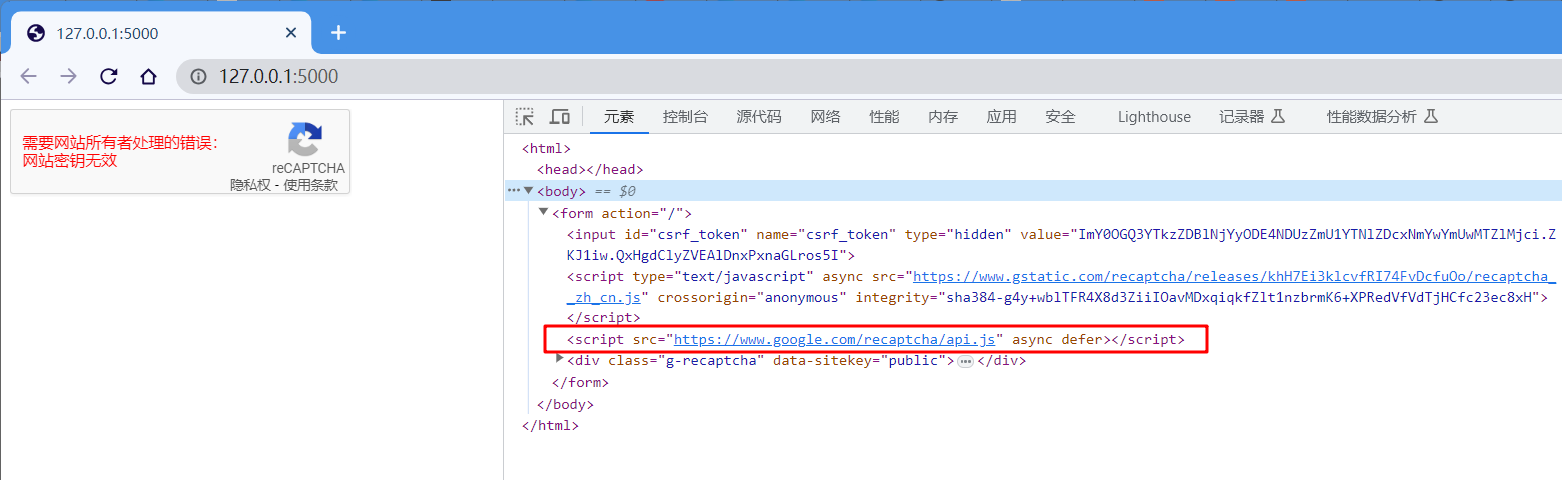 127.0.0.1:5000
127.0.0.1:5000
需要网站所有者处理的错误：
网站密钥无效
reCAPTCHA
隐私权 - 使用条款
元素 控制台 源代码 网络 性能 内存 应用 安全 Lighthouse 记录器 性能数据分析
<html>
<head></head>
<body> == $0
<form action="/">
<input id="csrf_token" name="csrf_token" type="hidden" value="ImY0OGQ3YTkzZDBlNjYyODE4NDUzZmU1YTNlZDcxNmYwYmUwMTZlMjci.Z
KJ1iw.QxHgdClyZVEAlDnxPxnaGLros5I">
<script type="text/javascript" async src="https://www.gstatic.com/recaptcha/releases/khH7Ei3klcvfRI74FvDcfuOo/recaptcha_
_zh_cn.js" crossorigin="anonymous" integrity="sha384-g4y+wblTFR4X8d3ZiiIOavMDxqiqkfZlt1nzbrmK6+XPRedVfVdTjHCfc23ec8xH">
</script>
<script src="https://www.google.com/recaptcha/api.js" async defer></script>
<div class="g-recaptcha" data-sitekey="public">…</div>
</form>
</body>
</html>